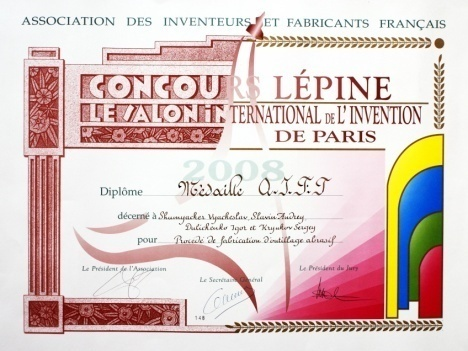 ASSOCIATION DES INVENTEURS ET FABRICANTS FRANÇAIS
CONCOURS LÉPINE
LE SALON INTERNATIONAL DE L'INVENTION
DE PARIS
2008
Diplôme Médaille A.I.F.F
décerné à Shumyacher Vyacheslav, Slavin Andrey,
Dulichenko Igor et Kryukov Sergey
pour Procédé de fabrication d'outillage abrasif
Le Président de l'Association Le Secrétaire Général Le Président du Jury
148